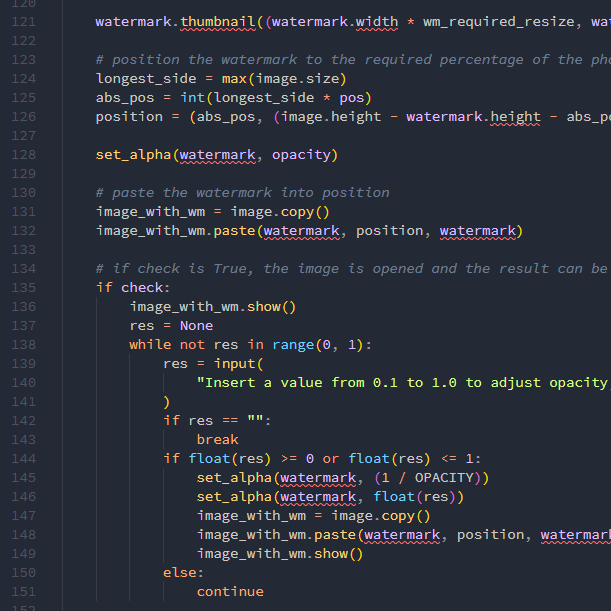 120
121 watermark.thumbnail((watermark.width * wm_required_resize,
122
123 # position the watermark to the required percentage of the
124 longest_side = max(image.size)
125 abs_pos = int(longest_side * pos)
126 position = (abs_pos, (image.height - watermark.height -
127
128 set_alpha(watermark, opacity)
129
130 # paste the watermark into position
131 image_with_wm = image.copy()
132 image_with_wm.paste(watermark, position, watermark)
133
134 # if check is True, the image is opened and the result can be
135 if check:
136 image_with_wm.show()
137 res = None
138 while not res in range(0, 1):
139 res = input(
140 "Insert a value from 0.1 to 1.0 to adjust opacity
141 )
142 if res == "":
143 break
144 if float(res) >= 0 or float(res) <= 1:
145 set_alpha(watermark, (1 / OPACITY))
146 set_alpha(watermark, float(res))
147 image_with_wm = image.copy()
148 image_with_wm.paste(watermark, position,
149 image_with_wm.show()
150 else:
151 continue